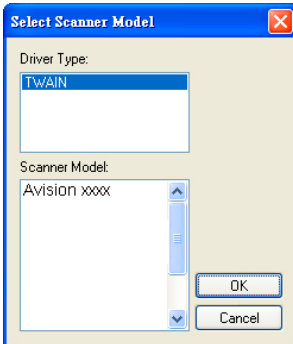 Select Scanner Model
Driver Type:
TWAIN
Scanner Model:
Avision xxxx
OK
Cancel